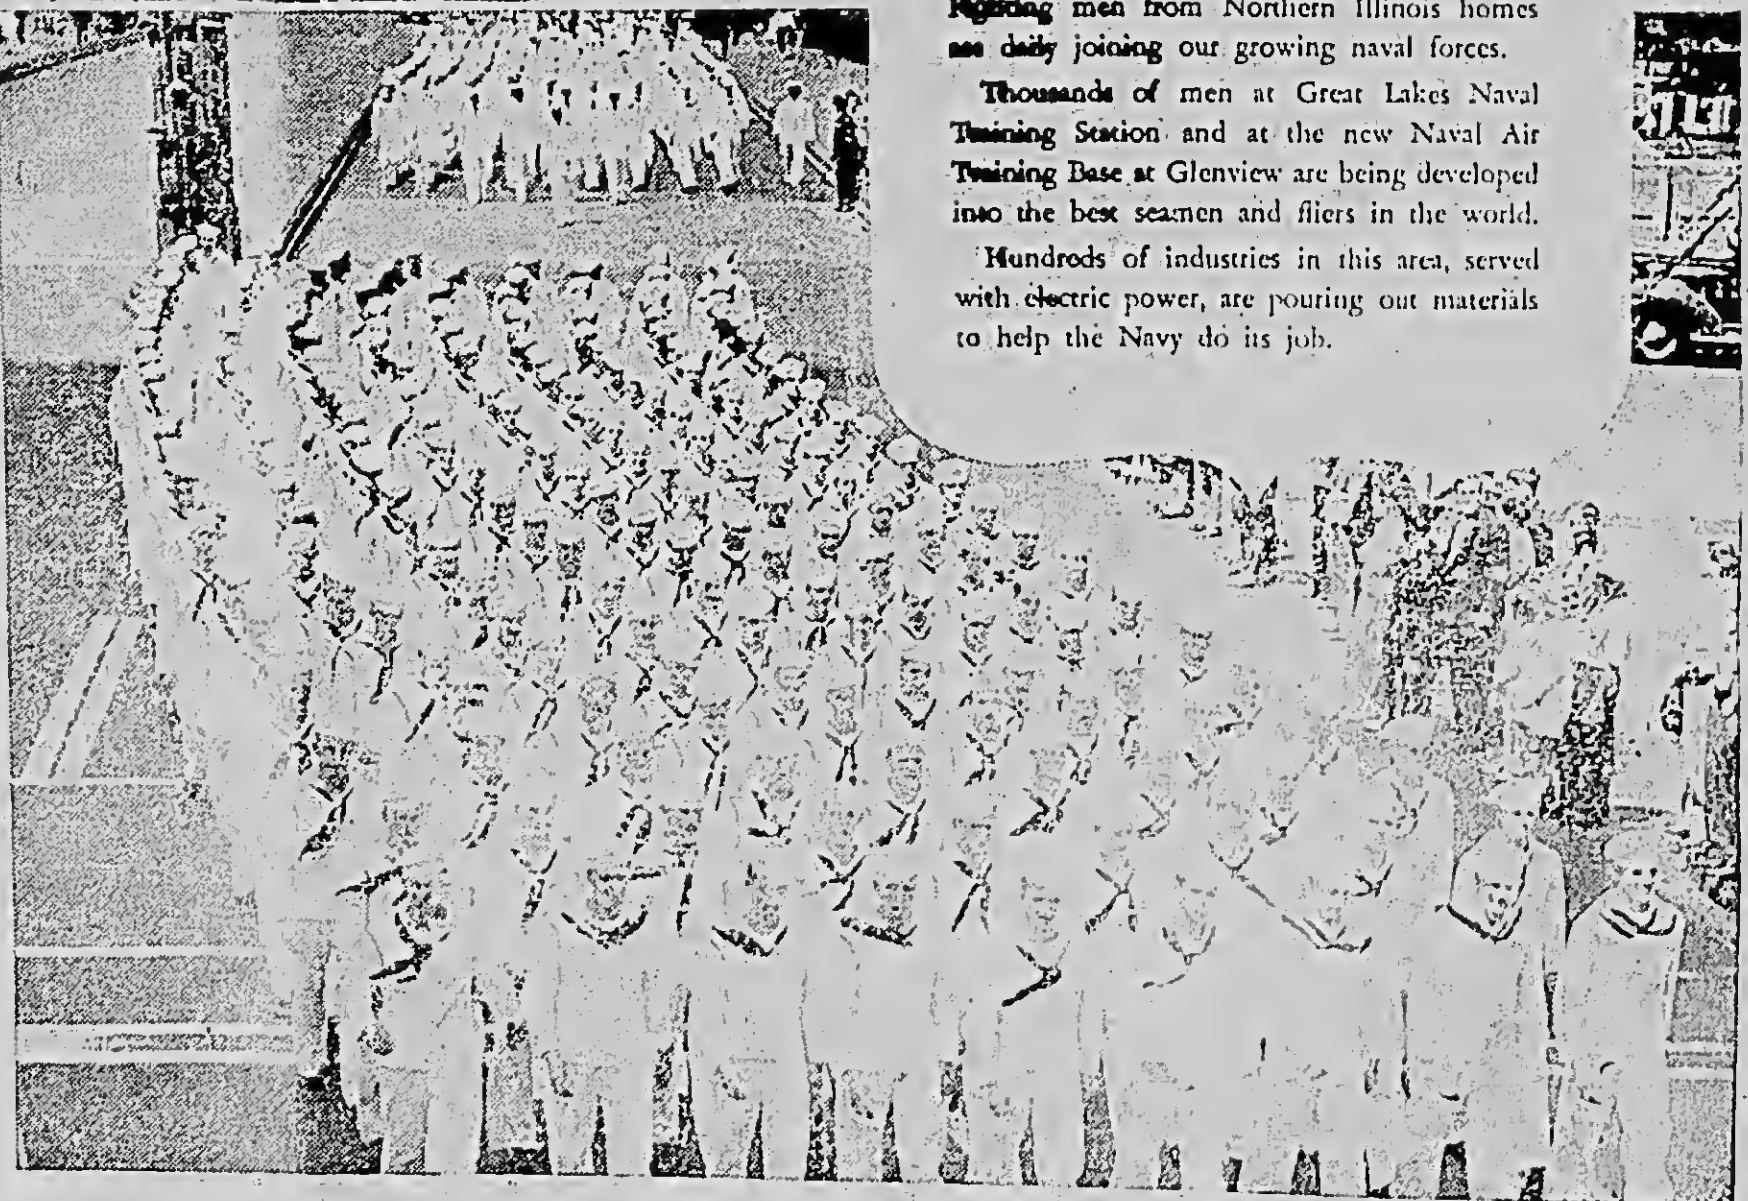 Fighting men from Northern Illinois homes
are daily joining our growing naval forces.
Thousands of men at Great Lakes Naval
Training Station and at the new Naval Air
Training Base at Glenview are being developed
into the best seamen and fliers in the world.
Hundreds of industries in this area, served
with electric power, are pouring out materials
to help the Navy do its job.